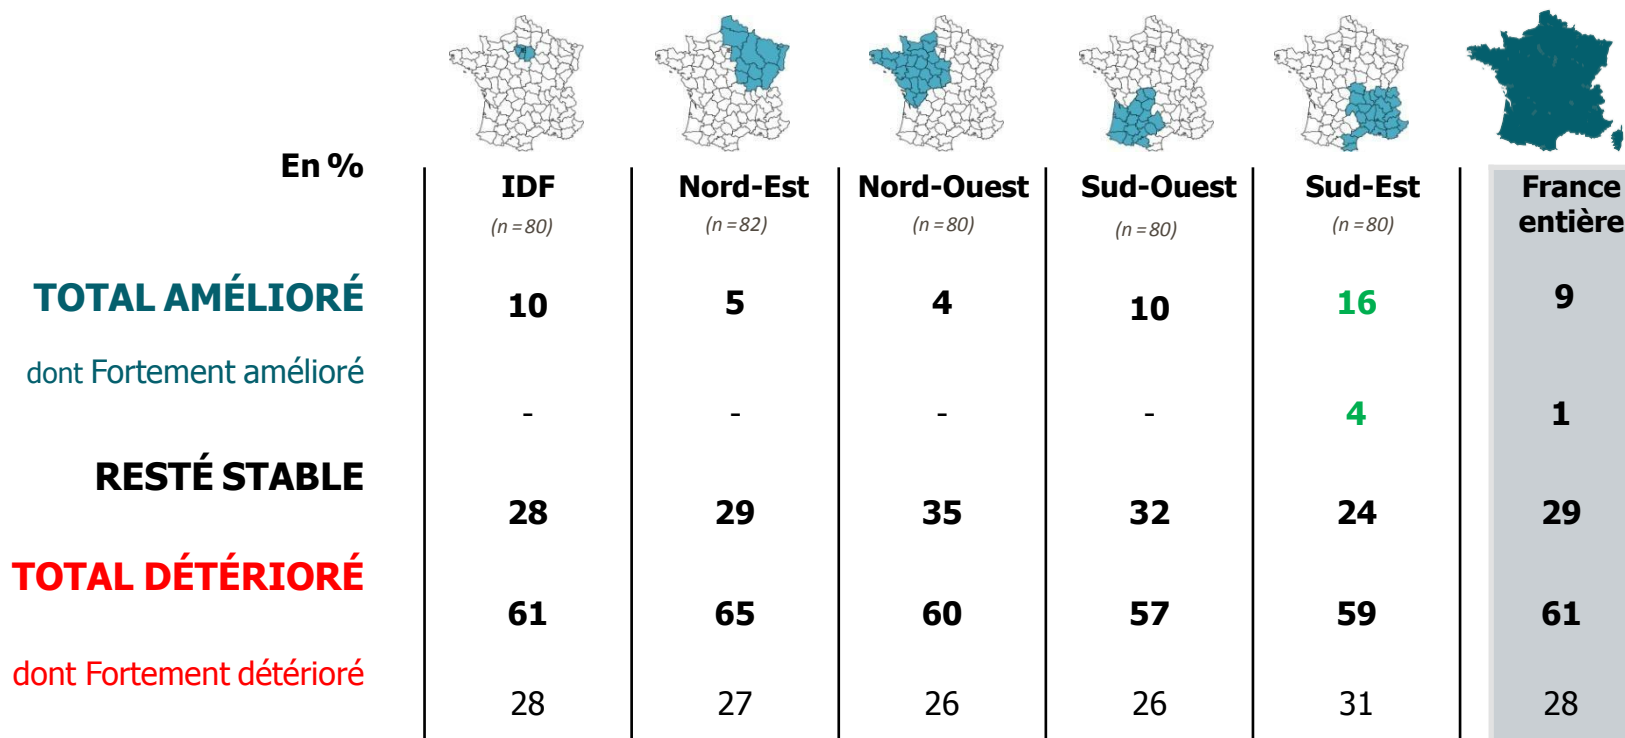 En %
IDF Nord-Est Nord-Ouest Sud-Ouest Sud-Est France
entière
(n = 80) (n = 82) (n = 80) (n = 80) (n = 80)
TOTAL AMÉLIORÉ 10 5 4 10 16 9
dont Fortement amélioré
- - - - 4 1
RESTÉ STABLE
28 29 35 32 24 29
TOTAL DÉTÉRIORÉ
61 65 60 57 59 61
dont Fortement détérioré
28 27 26 26 31 28